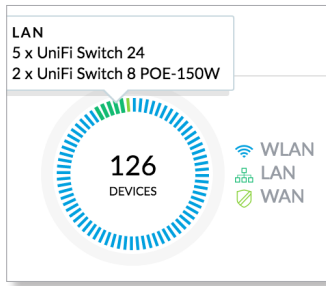 LAN
5 x UniFi Switch 24
2 x UniFi Switch 8 POE-150W
126
DEVICES
WLAN
LAN
WAN